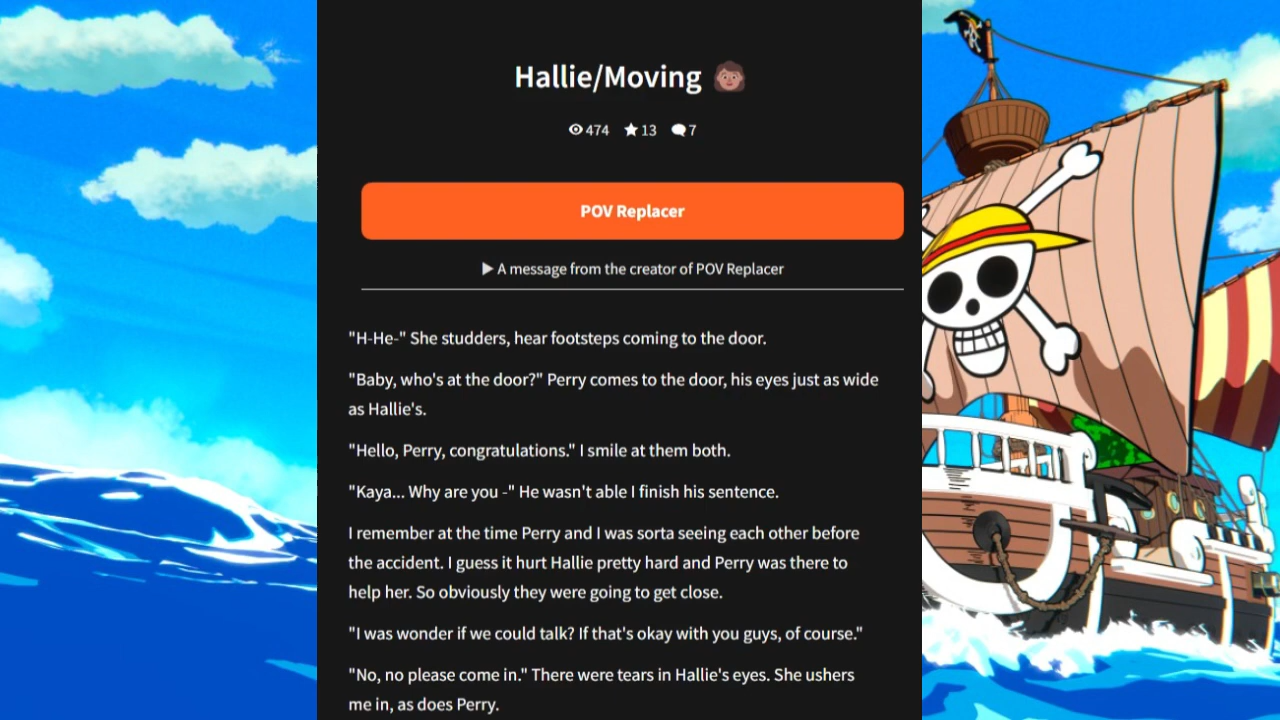 Hallie/Moving
474 13 7
POV Replacer
▶ A message from the creator of POV Replacer
"H-He-" She studders, hear footsteps coming to the door.
"Baby, who's at the door?" Perry comes to the door, his eyes just as wide
as Hallie's.
"Hello, Perry, congratulations." I smile at them both.
"Kaya... Why are you -" He wasn't able I finish his sentence.
I remember at the time Perry and I was sorta seeing each other before
the accident. I guess it hurt Hallie pretty hard and Perry was there to
help her. So obviously they were going to get close.
"I was wonder if we could talk? If that's okay with you guys, of course."
"No, no please come in." There were tears in Hallie's eyes. She ushers
me in, as does Perry.